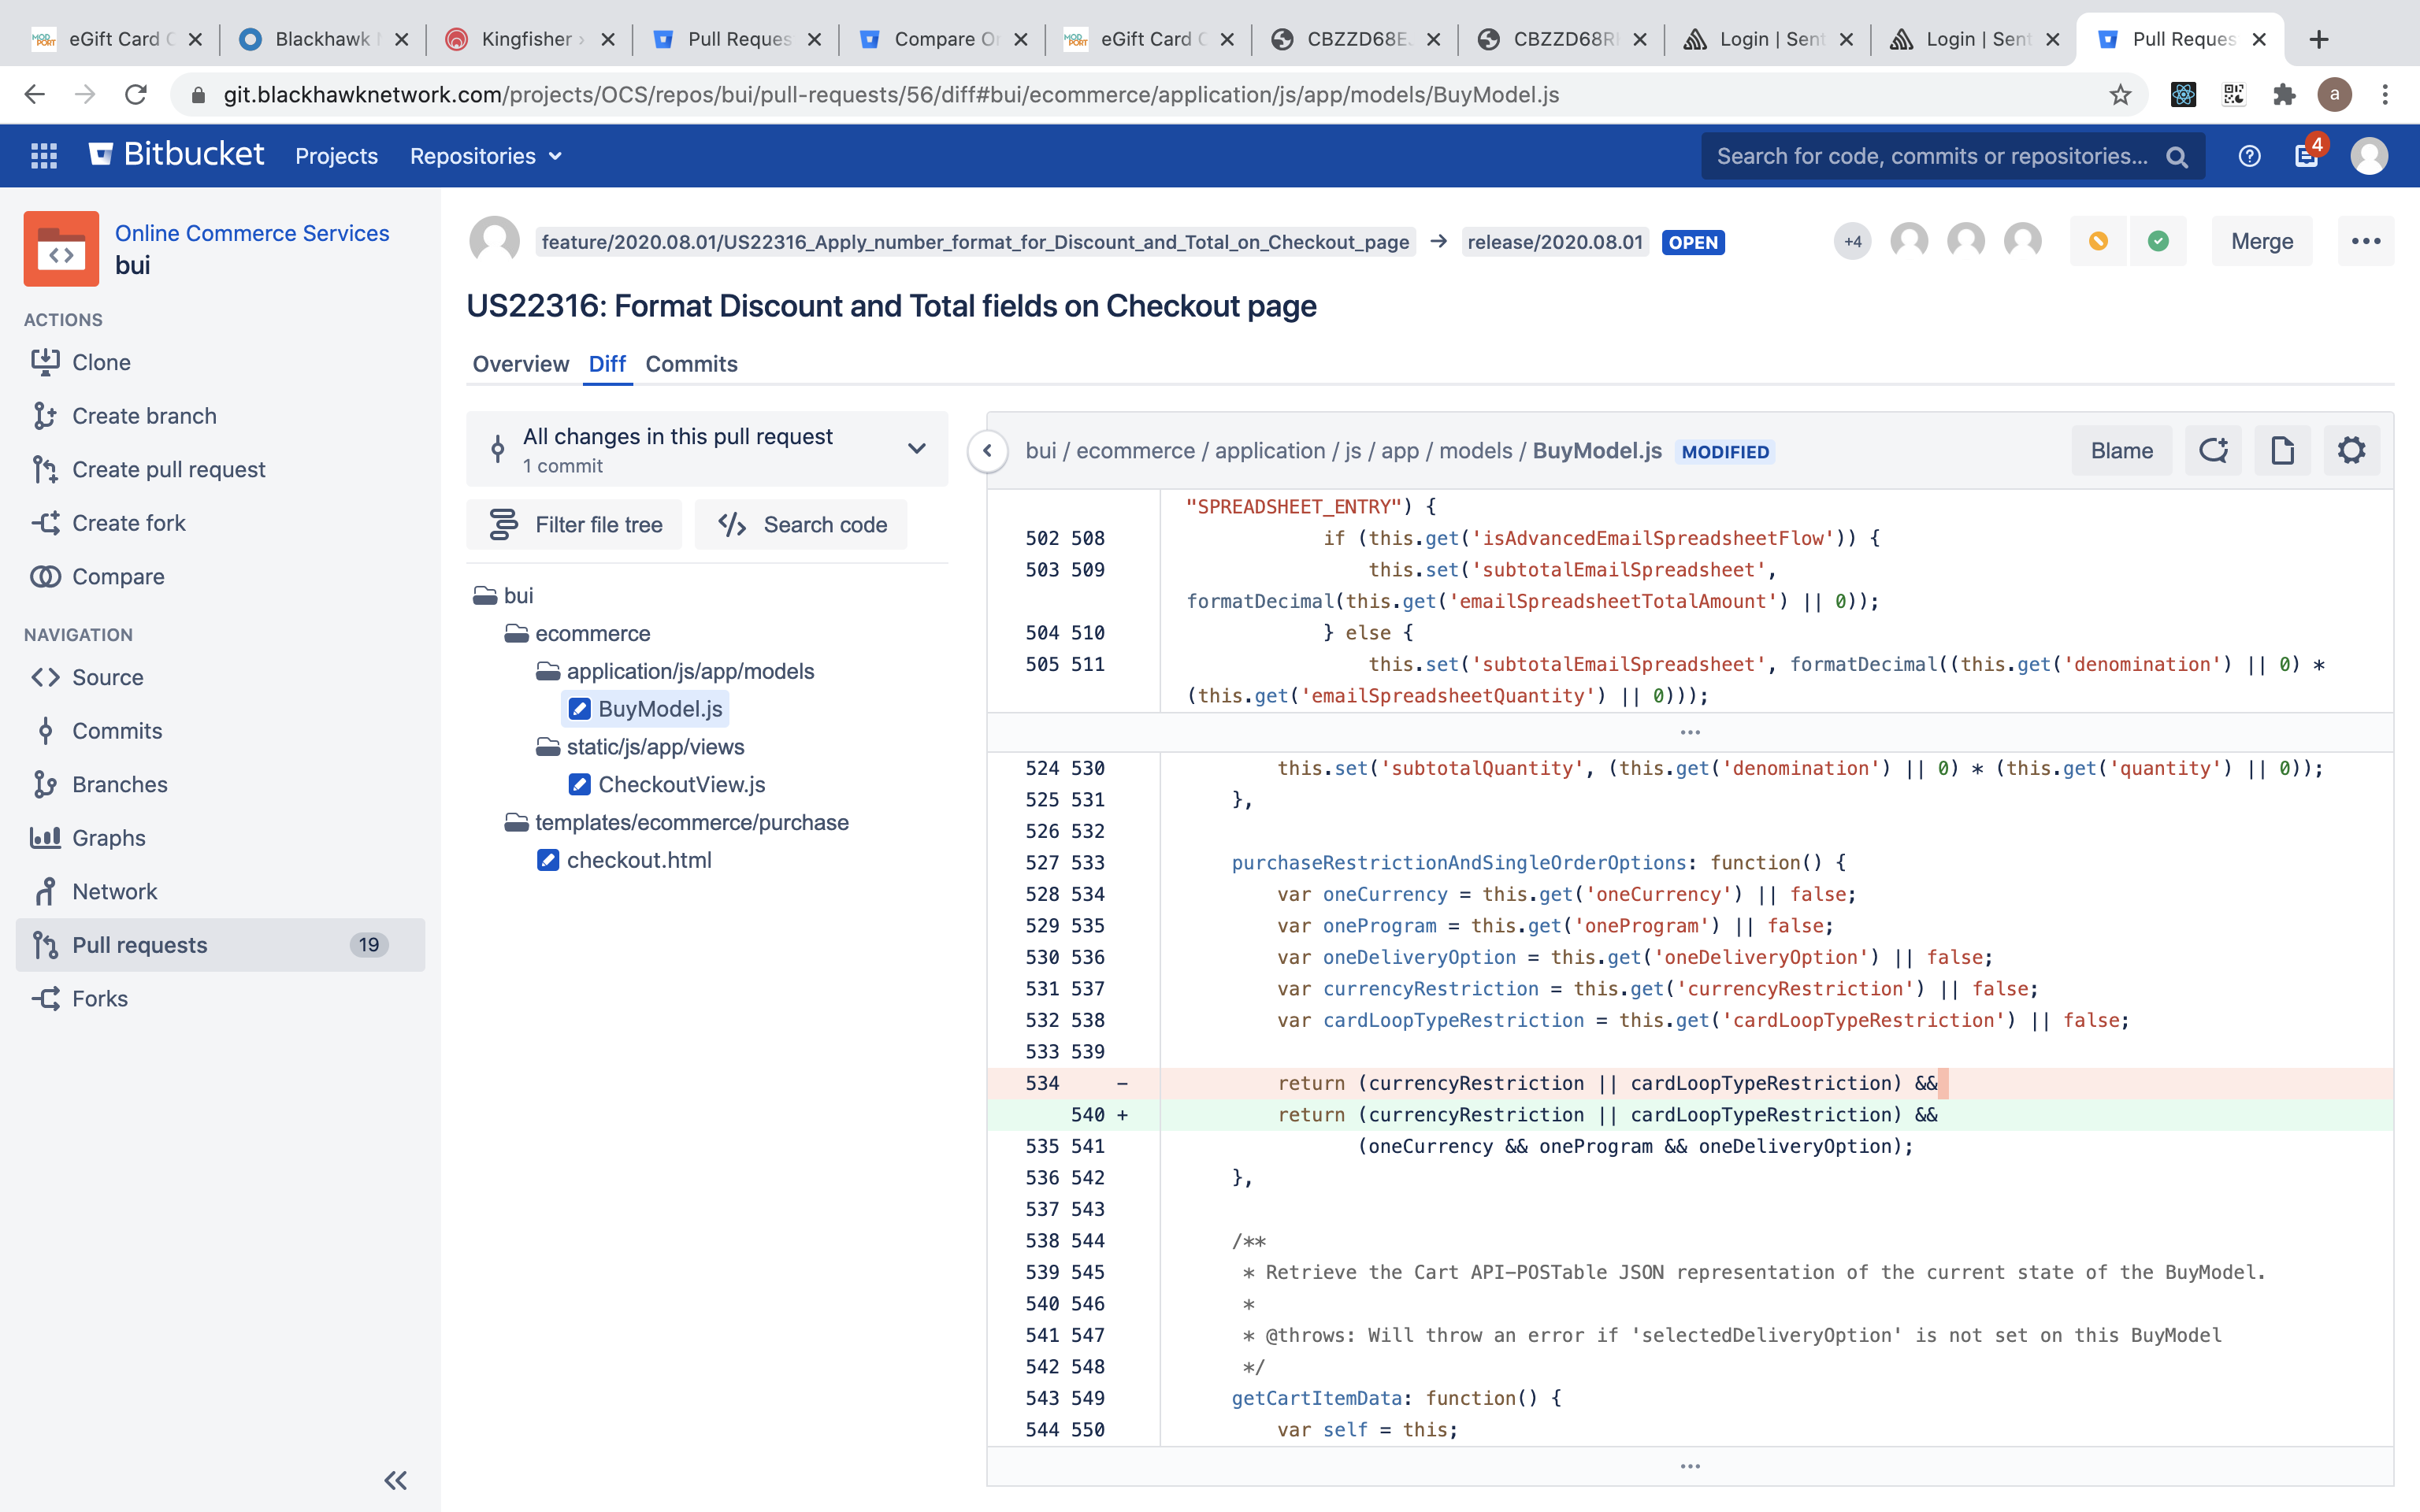 eGift Card
Blackhawk
Kingfisher
Pull Reques
Compare
eGift Card
CBZZD68E
CBZZD68R
Login | Sent
Login | Sent
Pull Reques
git.blackhawknetwork.com/projects/OCS/repos/bui/pull-requests/56/diff#bui/ecommerce/application/js/app/models/BuyModel.js
a
Bitbucket
Projects
Repositories
Search for code, commits or repositories...
4
Online Commerce Services
bui
ACTIONS
Clone
Create branch
Create pull request
Create fork
Compare
NAVIGATION
Source
Commits
Branches
Graphs
Network
Pull requests 19
Forks
feature/2020.08.01/US22316_Apply_number_format_for_Discount_and_Total_on_Checkout_page → release/2020.08.01 OPEN
+4
Merge
US22316: Format Discount and Total fields on Checkout page
Overview Diff Commits
All changes in this pull request
1 commit
Filter file tree
Search code
bui
ecommerce
application/js/app/models
BuyModel.js
static/js/app/views
CheckoutView.js
templates/ecommerce/purchase
checkout.html
bui / ecommerce / application / js / app / models / BuyModel.js MODIFIED
Blame
"SPREADSHEET_ENTRY") {
502 508 if (this.get('isAdvancedEmailSpreadsheetFlow')) {
503 509 this.set('subtotalEmailSpreadsheet',
formatDecimal(this.get('emailSpreadsheetTotalAmount') || 0));
504 510 } else {
505 511 this.set('subtotalEmailSpreadsheet', formatDecimal((this.get('denomination') || 0) *
(this.get('emailSpreadsheetQuantity') || 0)));
524 530 this.set('subtotalQuantity', (this.get('denomination') || 0) * (this.get('quantity') || 0));
525 531 },
526 532
527 533 purchaseRestrictionAndSingleOrderOptions: function() {
528 534 var oneCurrency = this.get('oneCurrency') || false;
529 535 var oneProgram = this.get('oneProgram') || false;
530 536 var oneDeliveryOption = this.get('oneDeliveryOption') || false;
531 537 var currencyRestriction = this.get('currencyRestriction') || false;
532 538 var cardLoopTypeRestriction = this.get('cardLoopTypeRestriction') || false;
533 539
534 - return (currencyRestriction || cardLoopTypeRestriction) &&
540 + return (currencyRestriction || cardLoopTypeRestriction) &&
535 541 (oneCurrency && oneProgram && oneDeliveryOption);
536 542 },
537 543
538 544 /**
539 545 * Retrieve the Cart API-POSTable JSON representation of the current state of the BuyModel.
540 546 *
541 547 * @throws: Will throw an error if 'selectedDeliveryOption' is not set on this BuyModel
542 548 */
543 549 getCartItemData: function() {
544 550 var self = this;